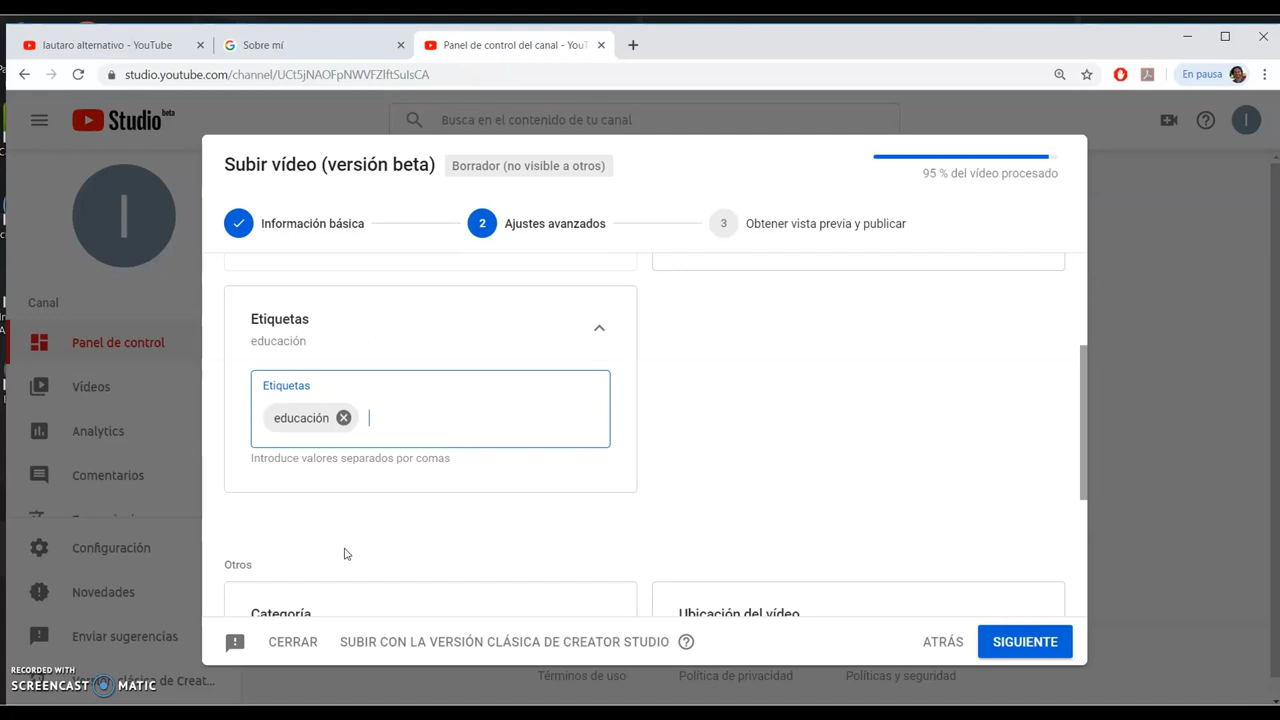 lautaro alternativo - YouTube
Sobre mí
Panel de control del canal - YouT
studio.youtube.com/channel/UCt5jNAOFpNWVFZlftSuIsCA
En pausa
Studio beta
Busca en el contenido de tu canal
Subir vídeo (versión beta)
Borrador (no visible a otros)
95 % del vídeo procesado
Información básica
2
Ajustes avanzados
3
Obtener vista previa y publicar
I
I
Canal
Panel de control
Vídeos
Analytics
Comentarios
Configuración
Novedades
Enviar sugerencias
Etiquetas
educación
Etiquetas
educación
Introduce valores separados por comas
Otros
Categoría
Ubicación del vídeo
CERRAR
SUBIR CON LA VERSIÓN CLÁSICA DE CREATOR STUDIO
ATRÁS
SIGUIENTE
Términos de uso
Política de privacidad
Políticas y seguridad
RECORDED WITH
SCREENCAST MATIC
clásica de Creat...